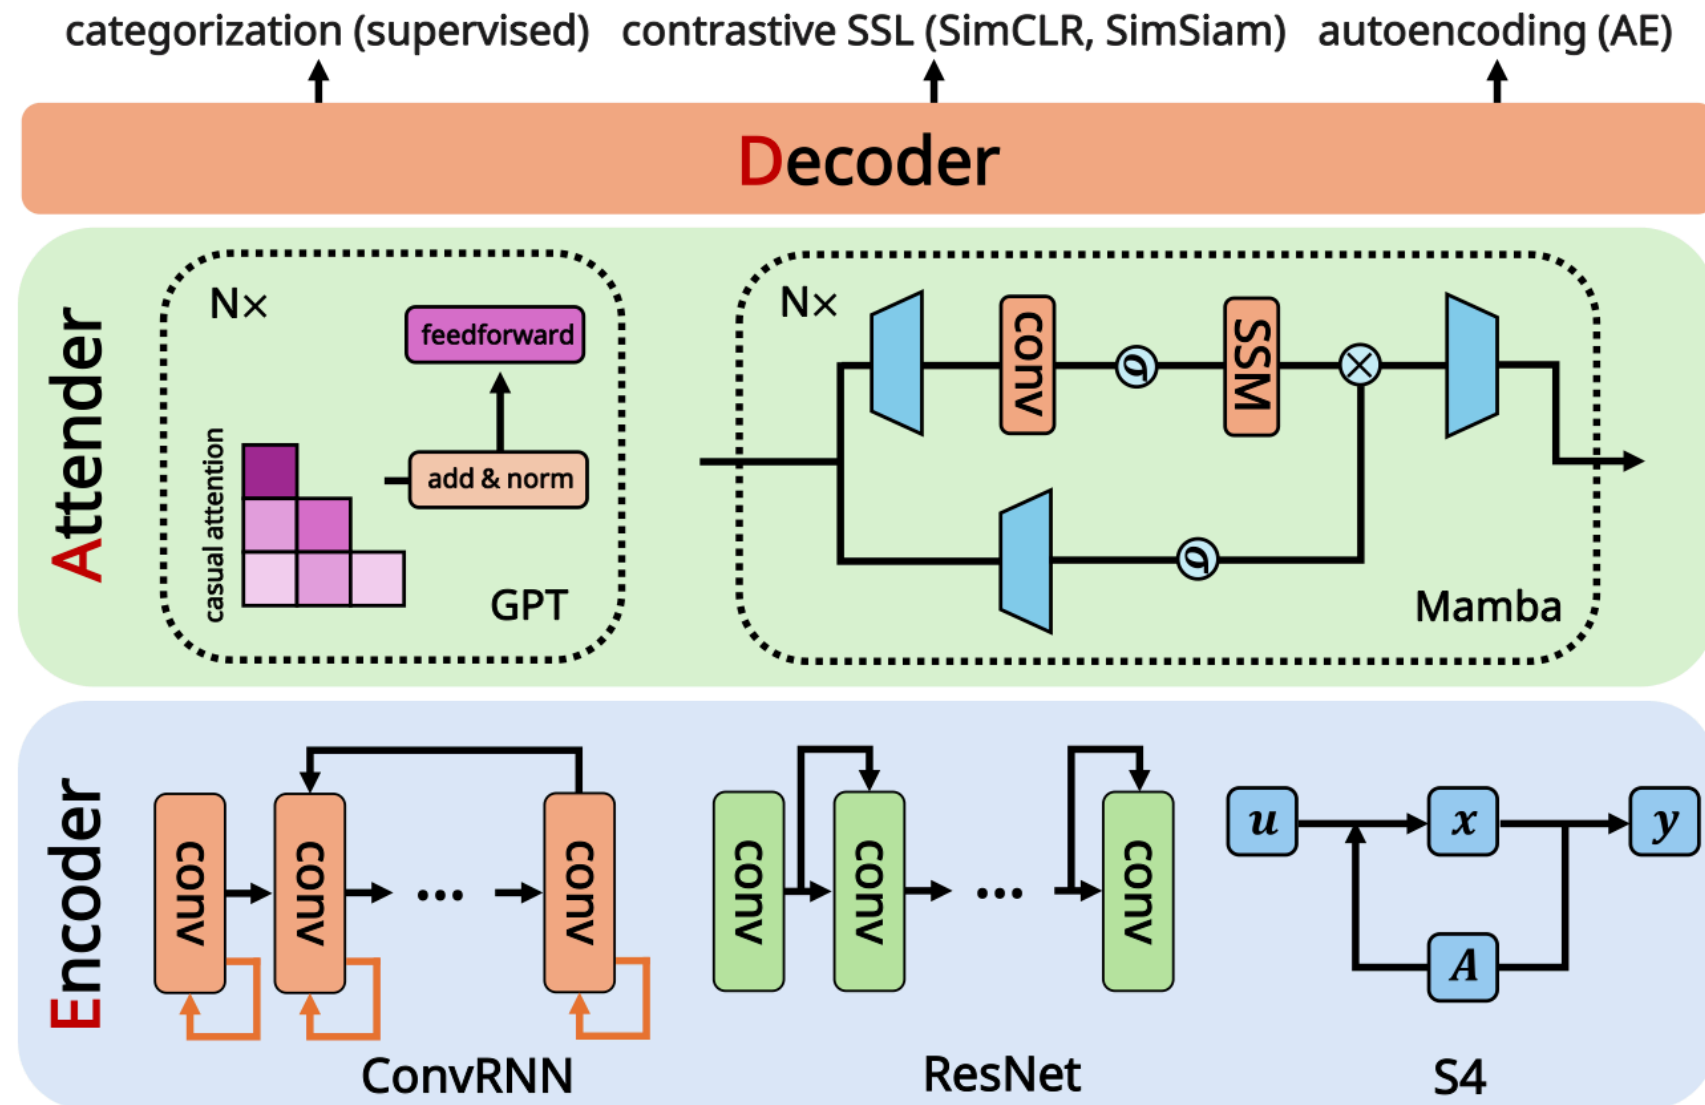 categorization (supervised) contrastive SSL (SimCLR, SimSiam) autoencoding (AE)
Decoder
Attender
N×
feedforward
add & norm
casual attention
GPT
N×
conv
σ
SSM
σ
Mamba
Encoder
conv
conv
...
conv
ConvRNN
conv
conv
...
conv
ResNet
u
x
y
A
S4